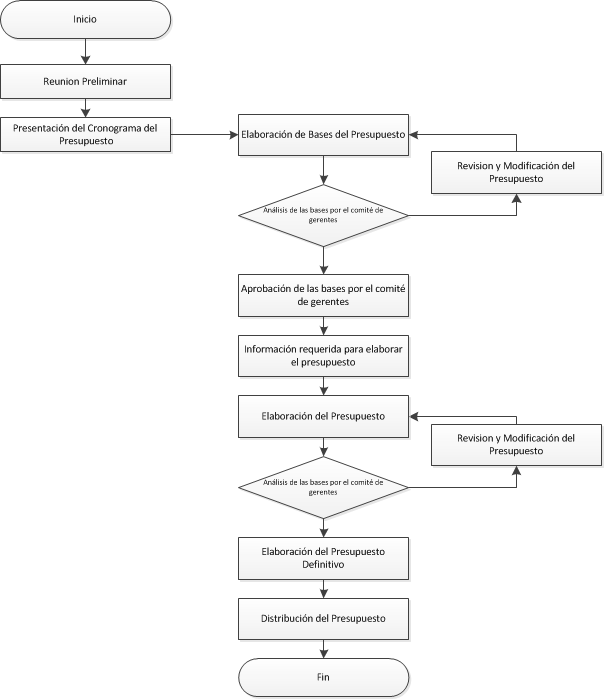 Inicio
Reunion Preliminar
Presentación del Cronograma del
Presupuesto
Elaboración de Bases del Presupuesto
Revision y Modificación del
Presupuesto
Análisis de las bases por el comité de
gerentes
Aprobación de las bases por el comité
de gerentes
Información requerida para elaborar
el presupuesto
Elaboración del Presupuesto
Revision y Modificación del
Presupuesto
Análisis de las bases por el comité de
gerentes
Elaboración del Presupuesto
Definitivo
Distribución del Presupuesto
Fin